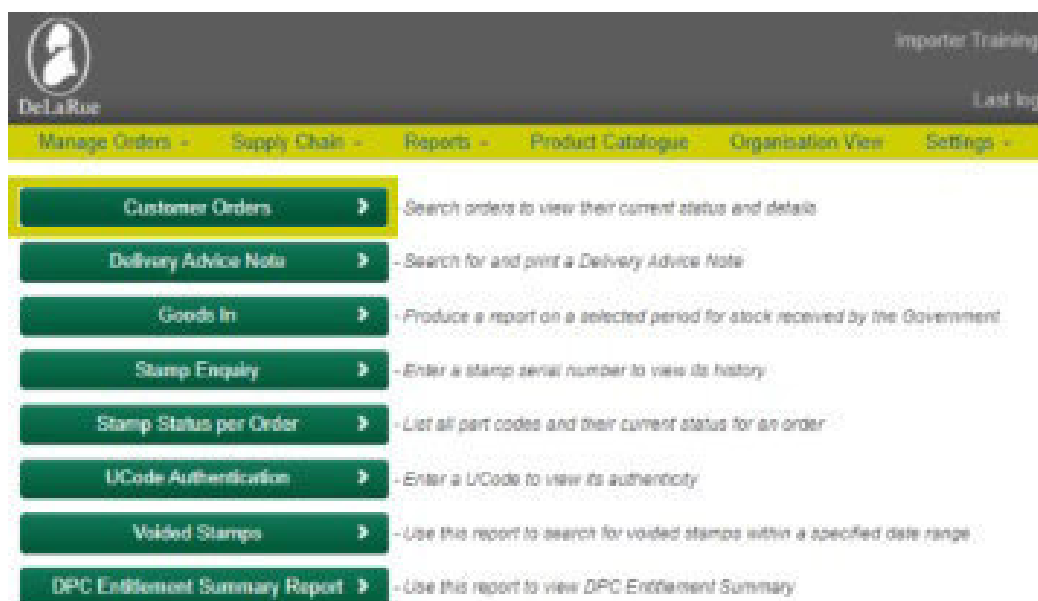 importer Training
DeLaRue
Last log
Manage Orders Supply Chain Reports Product Catalogue Organisation View Settings
Customer Orders - Search orders to view their current status and details
Delivery Advice Note - Search for and print a Delivery Advice Note
Goods In - Produce a report on a selected period for stock received by the Government
Stamp Enquiry - Enter a stamp serial number to view its history
Stamp Status per Order - List all part codes and their current status for an order
UCode Authentication - Enter a UCode to view its authenticity
Voided Stamps - Use this report to search for voided stamps within a specified date range
DPC Entitlement Summary Report - Use this report to view DPC Entitlement Summary